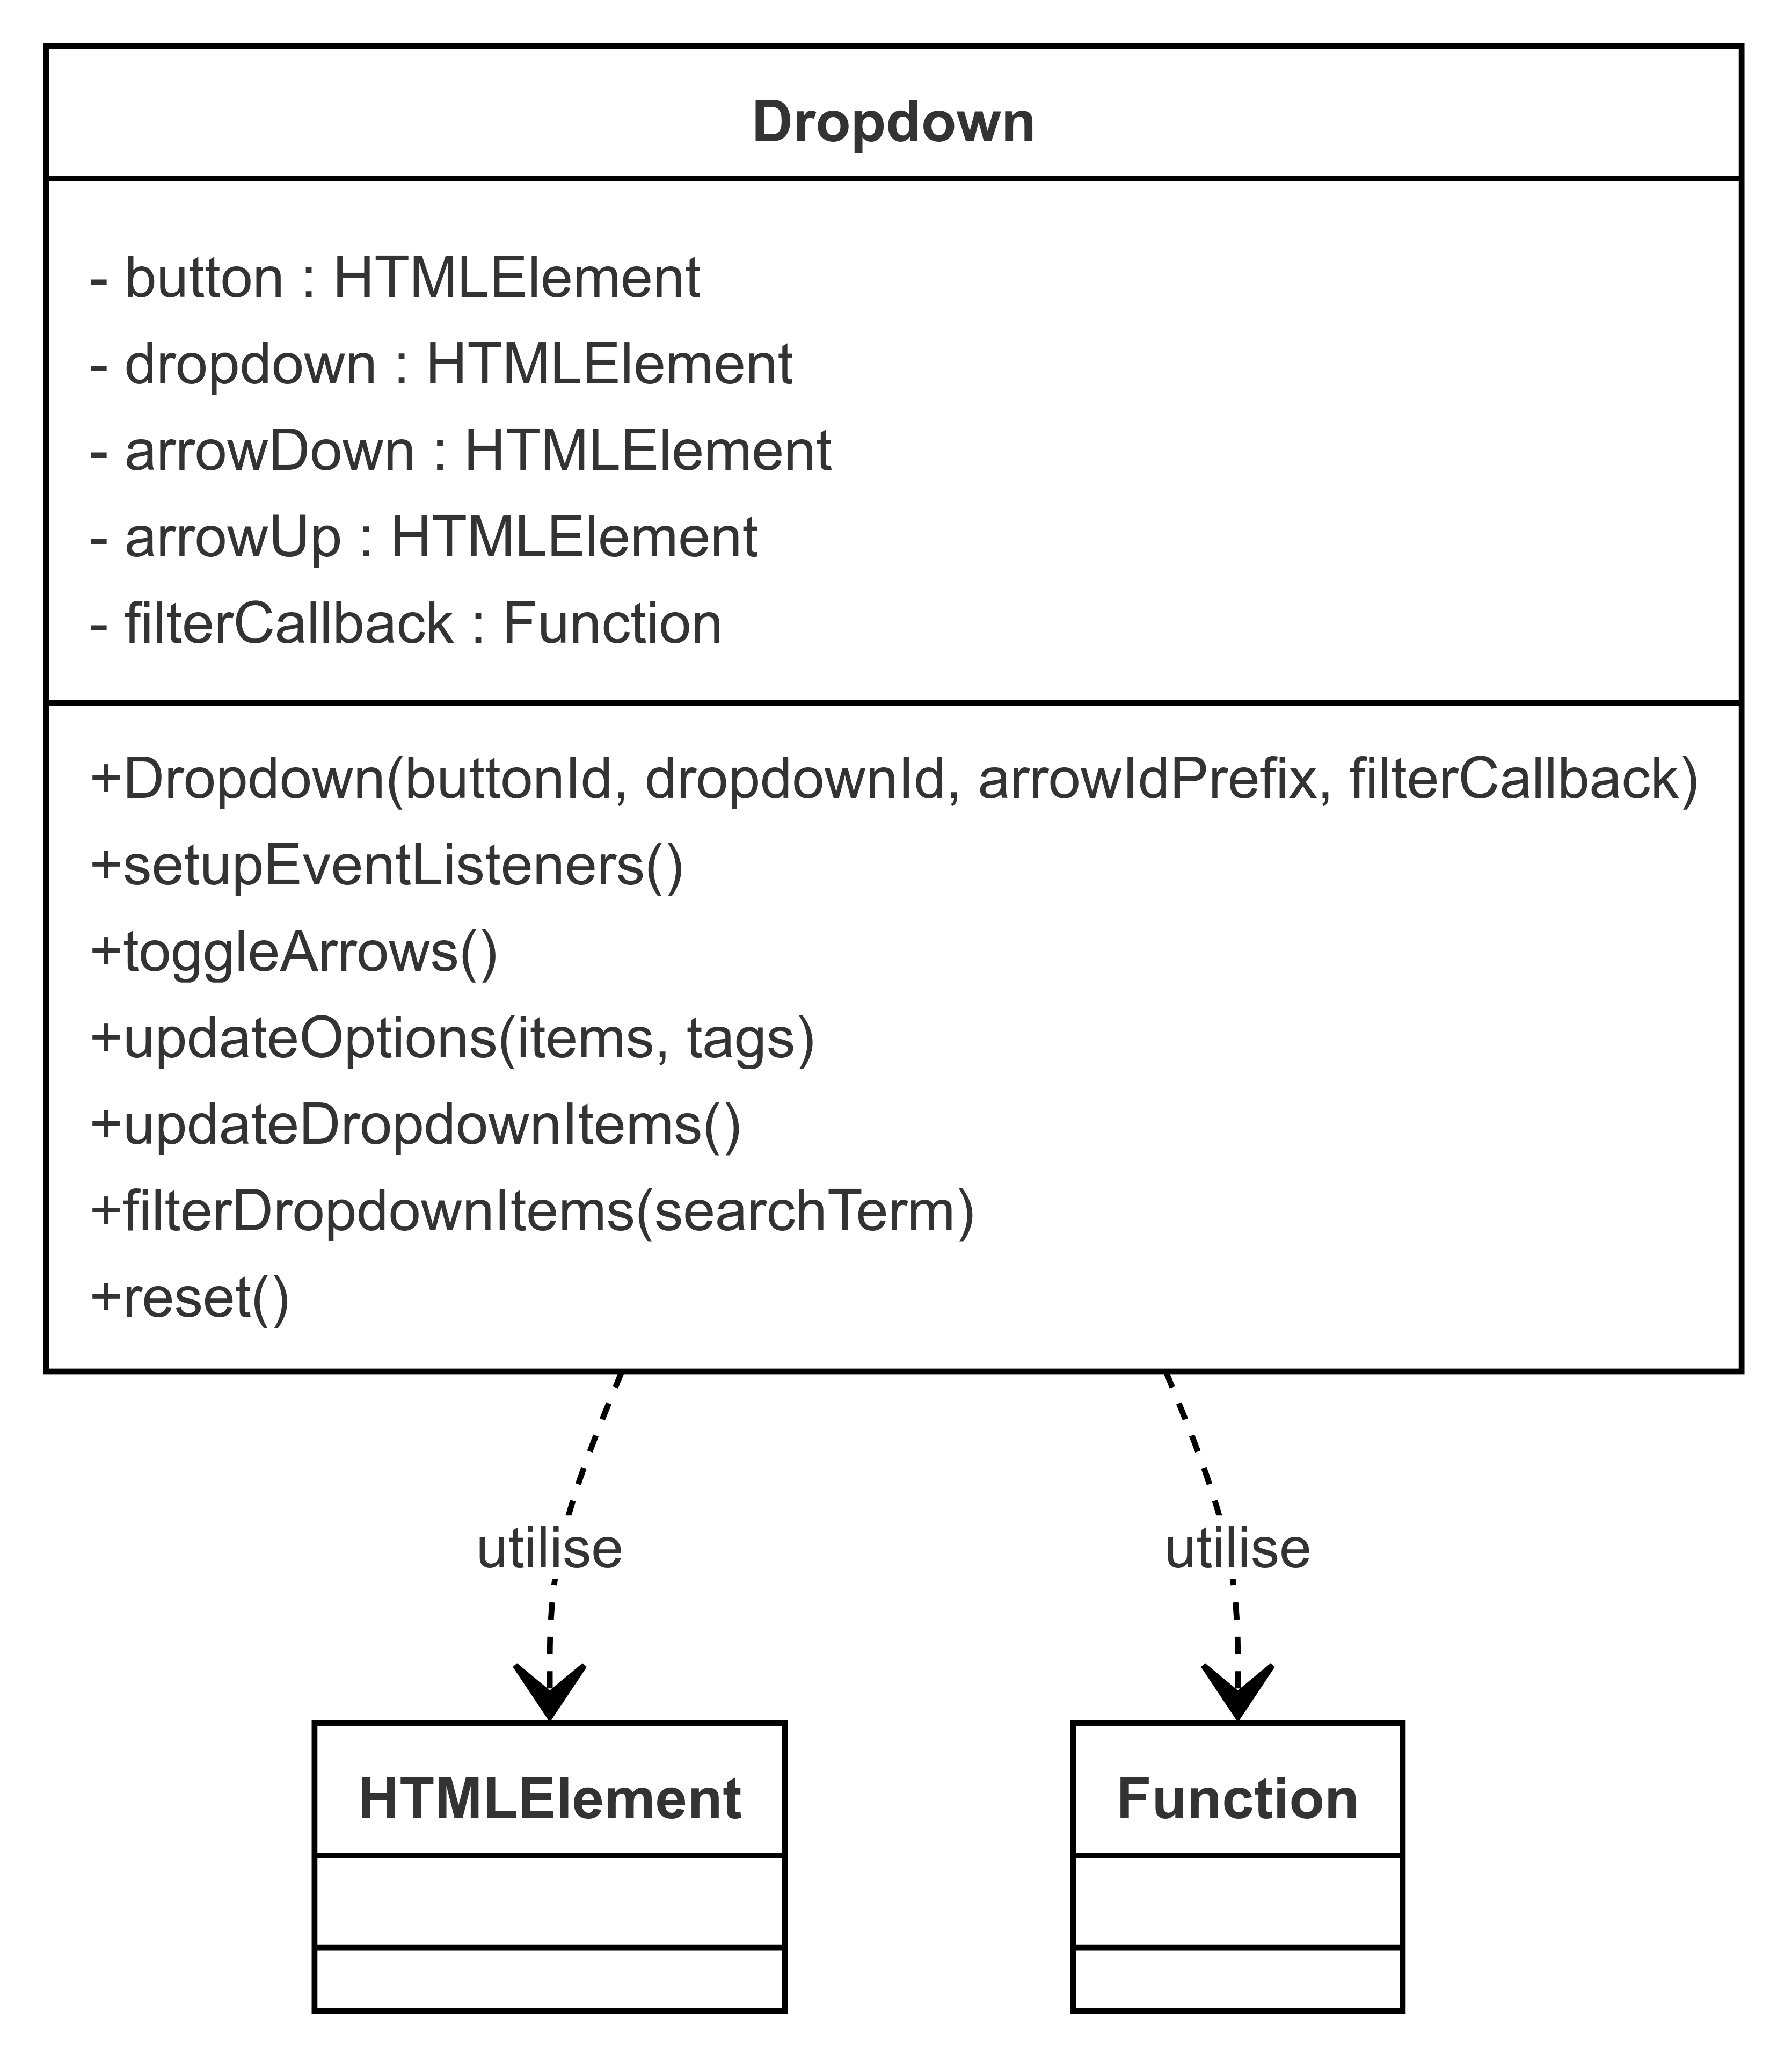 Dropdown
- button : HTMLElement
- dropdown : HTMLElement
- arrowDown : HTMLElement
- arrowUp : HTMLElement
- filterCallback : Function
+Dropdown(buttonId, dropdownId, arrowIdPrefix, filterCallback)
+setupEventListeners()
+toggleArrows()
+updateOptions(items, tags)
+updateDropdownItems()
+filterDropdownItems(searchTerm)
+reset()
utilise
utilise
HTMLElement
Function